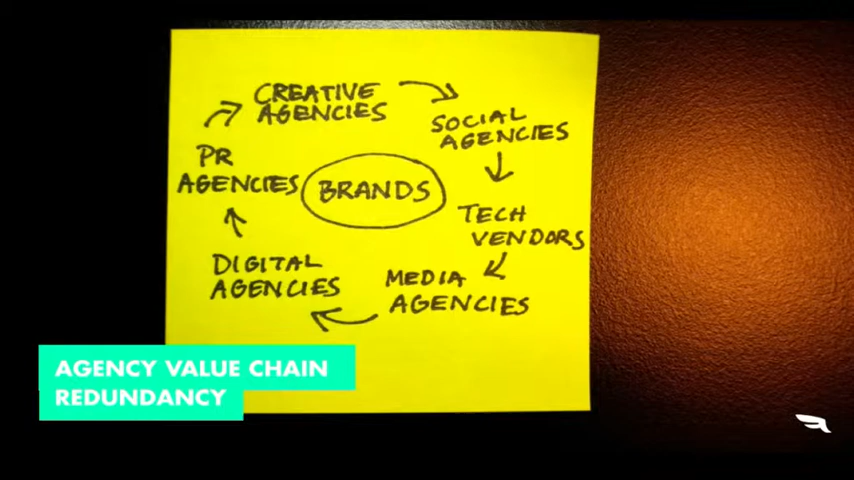 CREATIVE
AGENCIES
SOCIAL
AGENCIES
PR
AGENCIES
BRANDS
TECH
VENDORS
DIGITAL
AGENCIES
MEDIA
AGENCIES
AGENCY VALUE CHAIN
REDUNDANCY